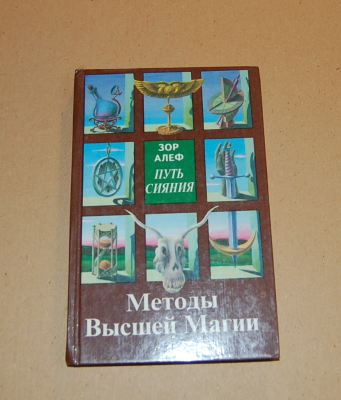 ЗОР
АЛЕФ
ПУТЬ
СИЯНИЯ
Методы
Высшей Магии